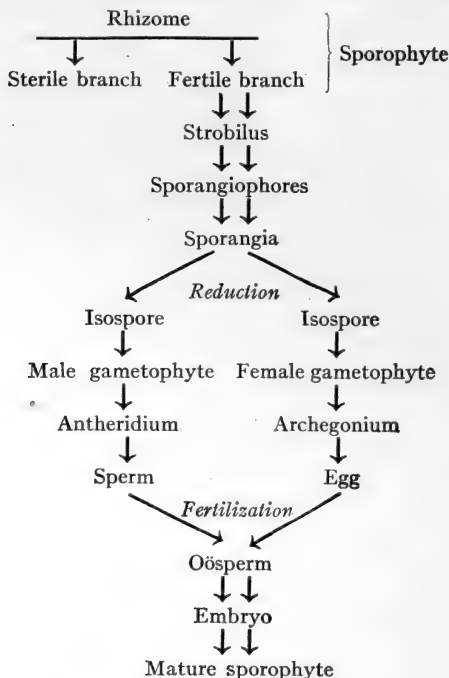 Rhizome
Sporophyte
Sterile branch Fertile branch
Strobilus
Sporangiophores
Sporangia
Reduction
Isospore Isospore
Male gametophyte Female gametophyte
Antheridium Archegonium
Sperm Egg
Fertilization
Oösperm
Embryo
Mature sporophyte